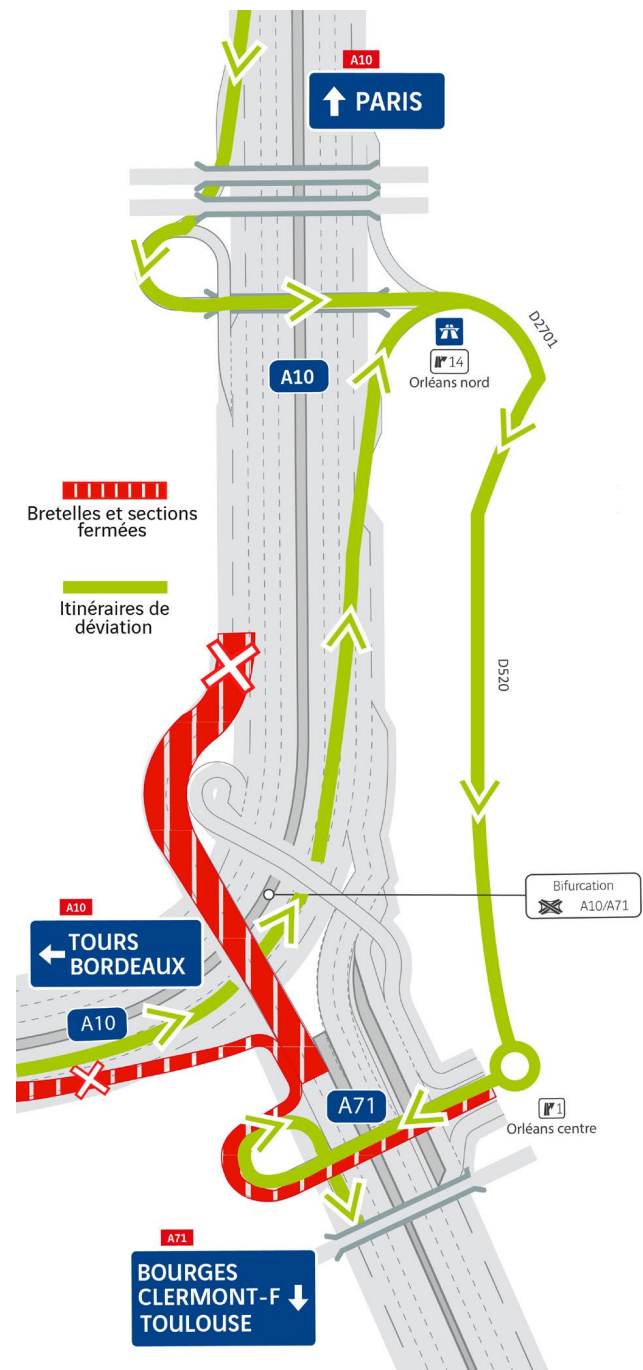 A10
PARIS
D2701
14
Orléans nord
A10
Bretelles et sections
fermées
Itinéraires de
déviation
D520
Bifurcation
A10/A71
A10
TOURS
BORDEAUX
A10
A71
1
Orléans centre
A71
BOURGES
CLERMONT-F
TOULOUSE